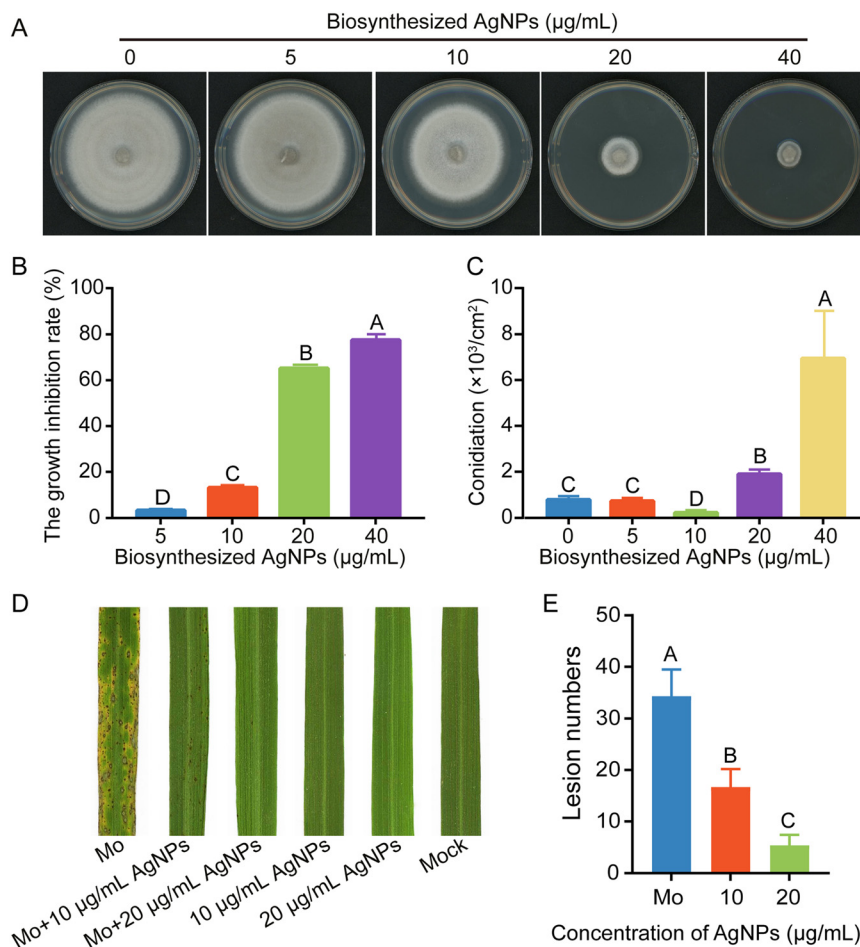 A
Biosynthesized AgNPs (µg/mL)
0 5 10 20 40
B
The growth inhibition rate (%)
100
80
60
40
20
0
D C B A
5 10 20 40
Biosynthesized AgNPs (µg/mL)
C
Conidiation (×10³/cm²)
10
8
6
4
2
0
C C D B A
0 5 10 20 40
Biosynthesized AgNPs (µg/mL)
D
Mo
Mo+10 µg/mL AgNPs
Mo+20 µg/mL AgNPs
10 µg/mL AgNPs
20 µg/mL AgNPs
Mock
E
Lesion numbers
50
40
30
20
10
0
A B C
Mo 10 20
Concentration of AgNPs (µg/mL)